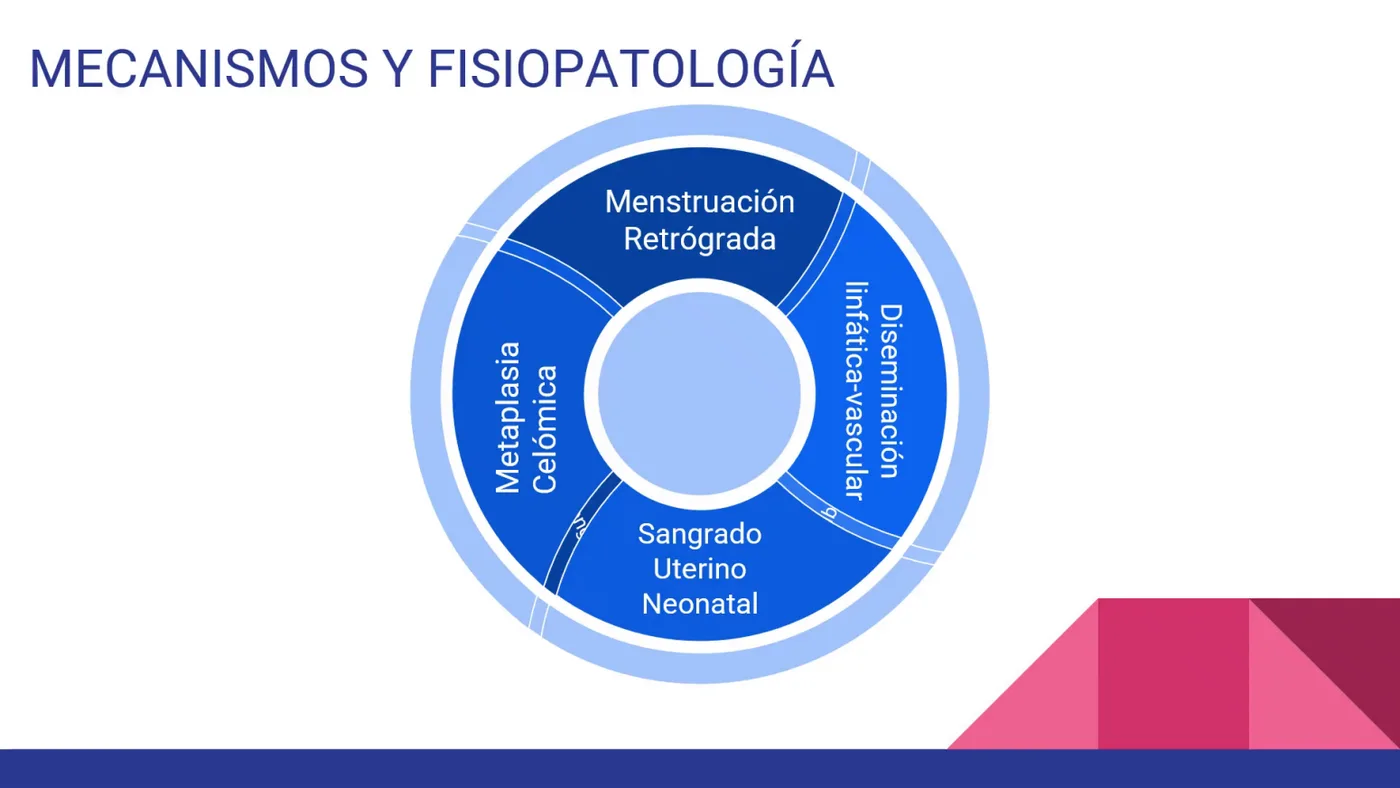 MECANISMOS Y FISIOPATOLOGÍA
Menstruación
Retrógrada
Diseminación
linfática-vascular
Sangrado
Uterino
Neonatal
Metaplasia
Celómica